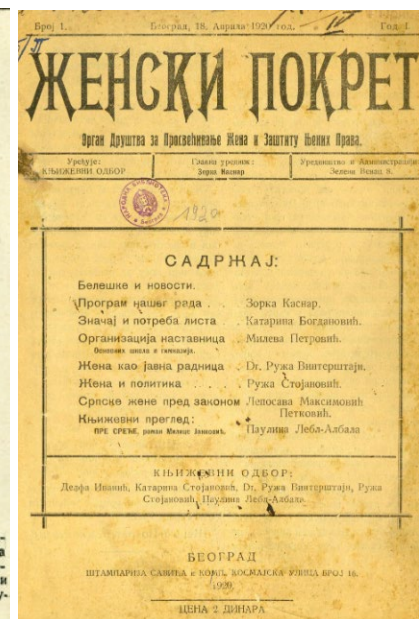 Број 1.
Београд, 18. Априла 1920 год.
Год. I.
ЖЕНСКИ ПОКРЕТ
Орган Друштва за Просвећивање Жена и Заштиту Њених Права.
Уређује:
КЊИЖЕВНИ ОДБОР
Главни уредник:
Зорка Каснар
Уредништво и Администрација
Зелени Венац 8.
1920
САДРЖАЈ:
Белешке и новости.
Програм нашег рада . . Зорка Каснар.
Значај и потреба листа . Катарина Богдановић.
Организација наставница . Милева Петровић.
Основних школа и гимназија.
Жена као јавна радница . Dr. Ружа Винтерштајн.
Жена и политика . . . . Ружа Стојановић.
Српске жене пред законом Лепосава Максимовић
Петковић.
Књижевни преглед:
ПРЕ СРЕЋЕ, роман Милице Јанковић. Паулина Лебл-Албала
КЊИЖЕВНИ ОДБОР:
Делфа Иванић, Катарина Стојановић, Dr. Ружа Винтерштајн, Ружа
Стојановић, Паулина Лебл-Албала.
БЕОГРАД
ШТАМПАРИЈА САВИЋА и КОМП. КОСМАЈСКА УЛИЦА БРОЈ 18.
1920.
ЦЕНА 2 ДИНАРА